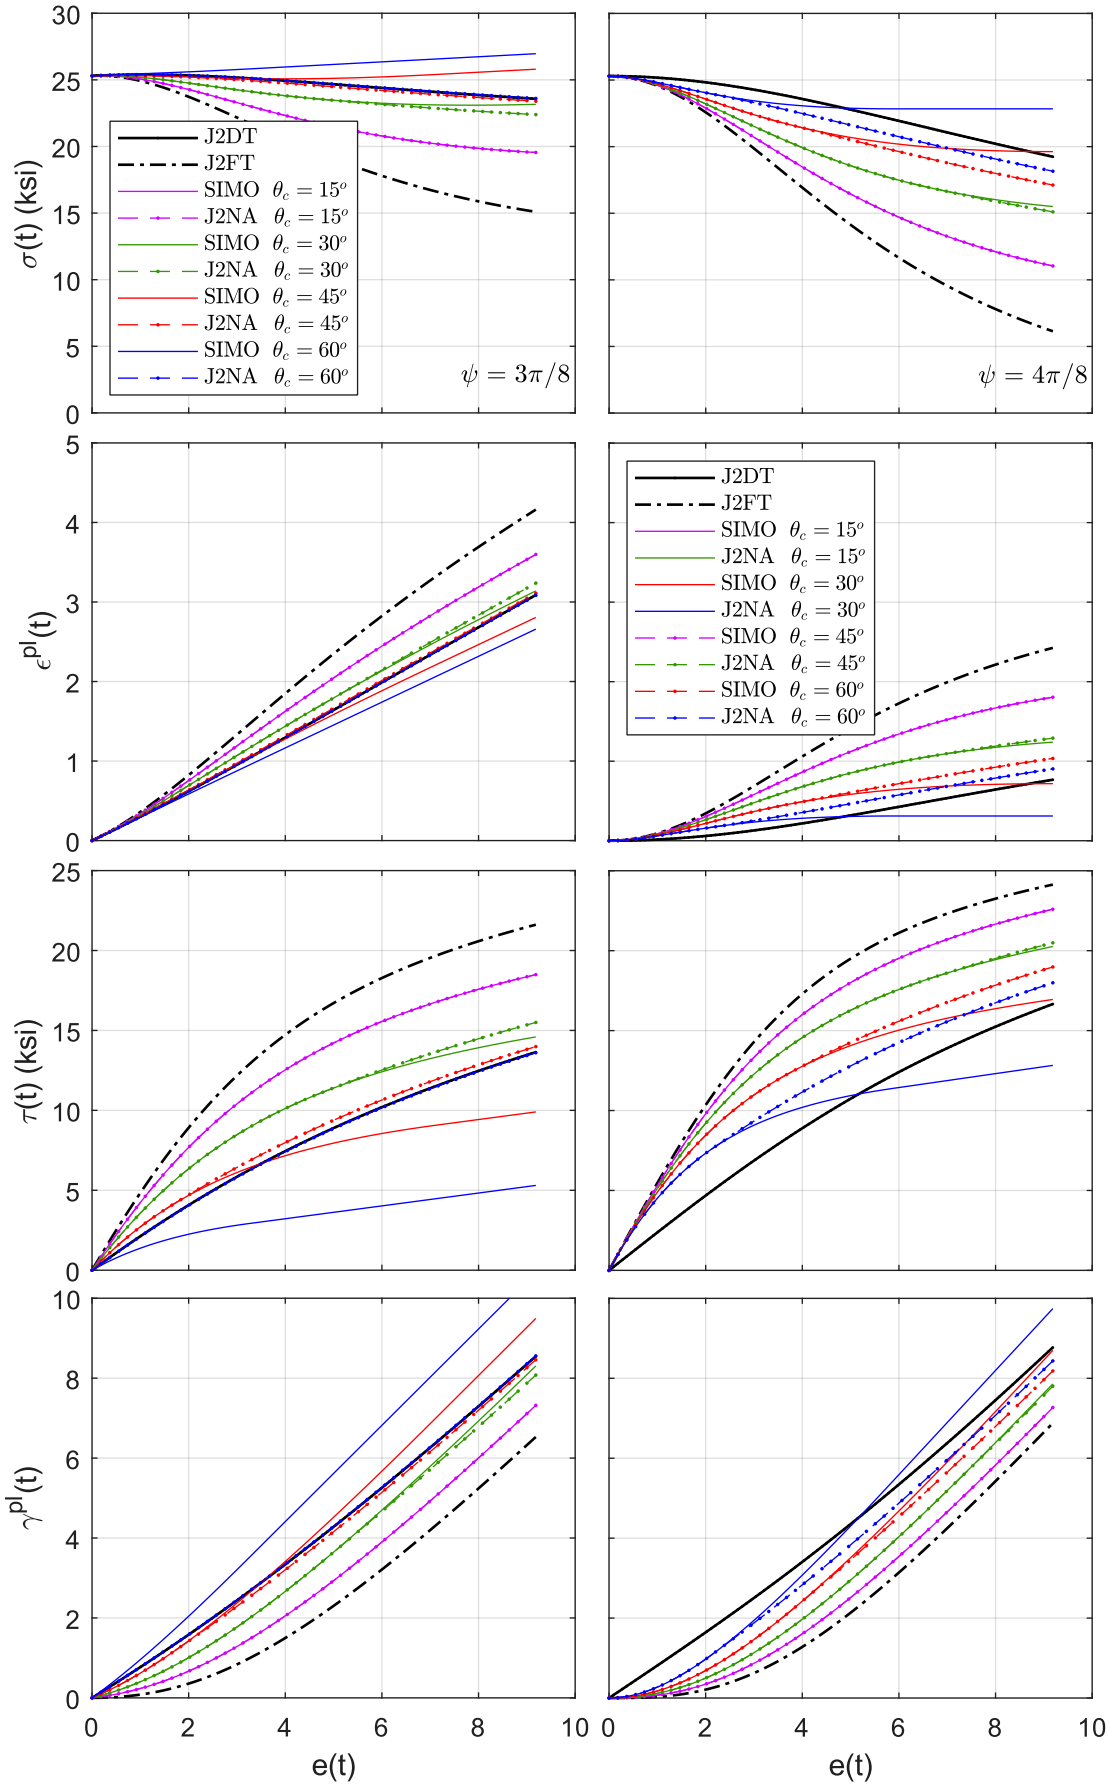 30
25
20
15
10
5
0
σ(t) (ksi)
J2DT
J2FT
SIMO θc = 15°
J2NA θc = 15°
SIMO θc = 30°
J2NA θc = 30°
SIMO θc = 45°
J2NA θc = 45°
SIMO θc = 60°
J2NA θc = 60°
ψ = 3π/8
ψ = 4π/8
5
4
3
2
1
0
ϵpl(t)
J2DT
J2FT
SIMO θc = 15°
J2NA θc = 15°
SIMO θc = 30°
J2NA θc = 30°
SIMO θc = 45°
J2NA θc = 45°
SIMO θc = 60°
J2NA θc = 60°
25
20
15
10
5
0
τ(t) (ksi)
10
8
6
4
2
0
γpl(t)
0 2 4 6 8 10
0 2 4 6 8 10
e(t)
e(t)